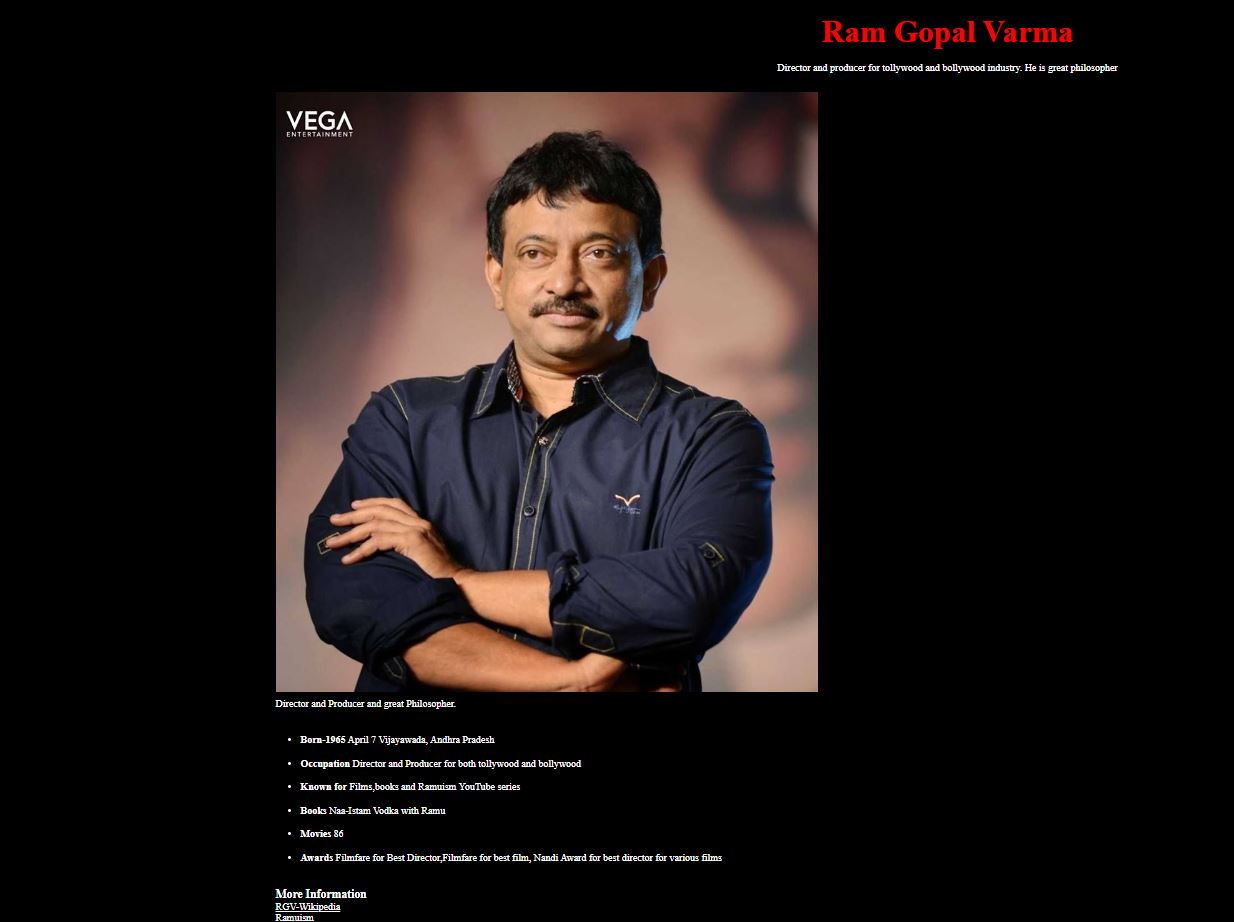 Ram Gopal Varma
Director and producer for tollywood and bollywood industry. He is great philosopher
VEGA
ENTERTAINMENT
Director and Producer and great Philosopher.
• Born-1965 April 7 Vijayawada, Andhra Pradesh
• Occupation Director and Producer for both tollywood and bollywood
• Known for Films,books and Ramuism YouTube series
• Books Naa-Istam Vodka with Ramu
• Movies 86
• Awards Filmfare for Best Director,Filmfare for best film, Nandi Award for best director for various films
More Information
RGV-Wikipedia
Ramuism